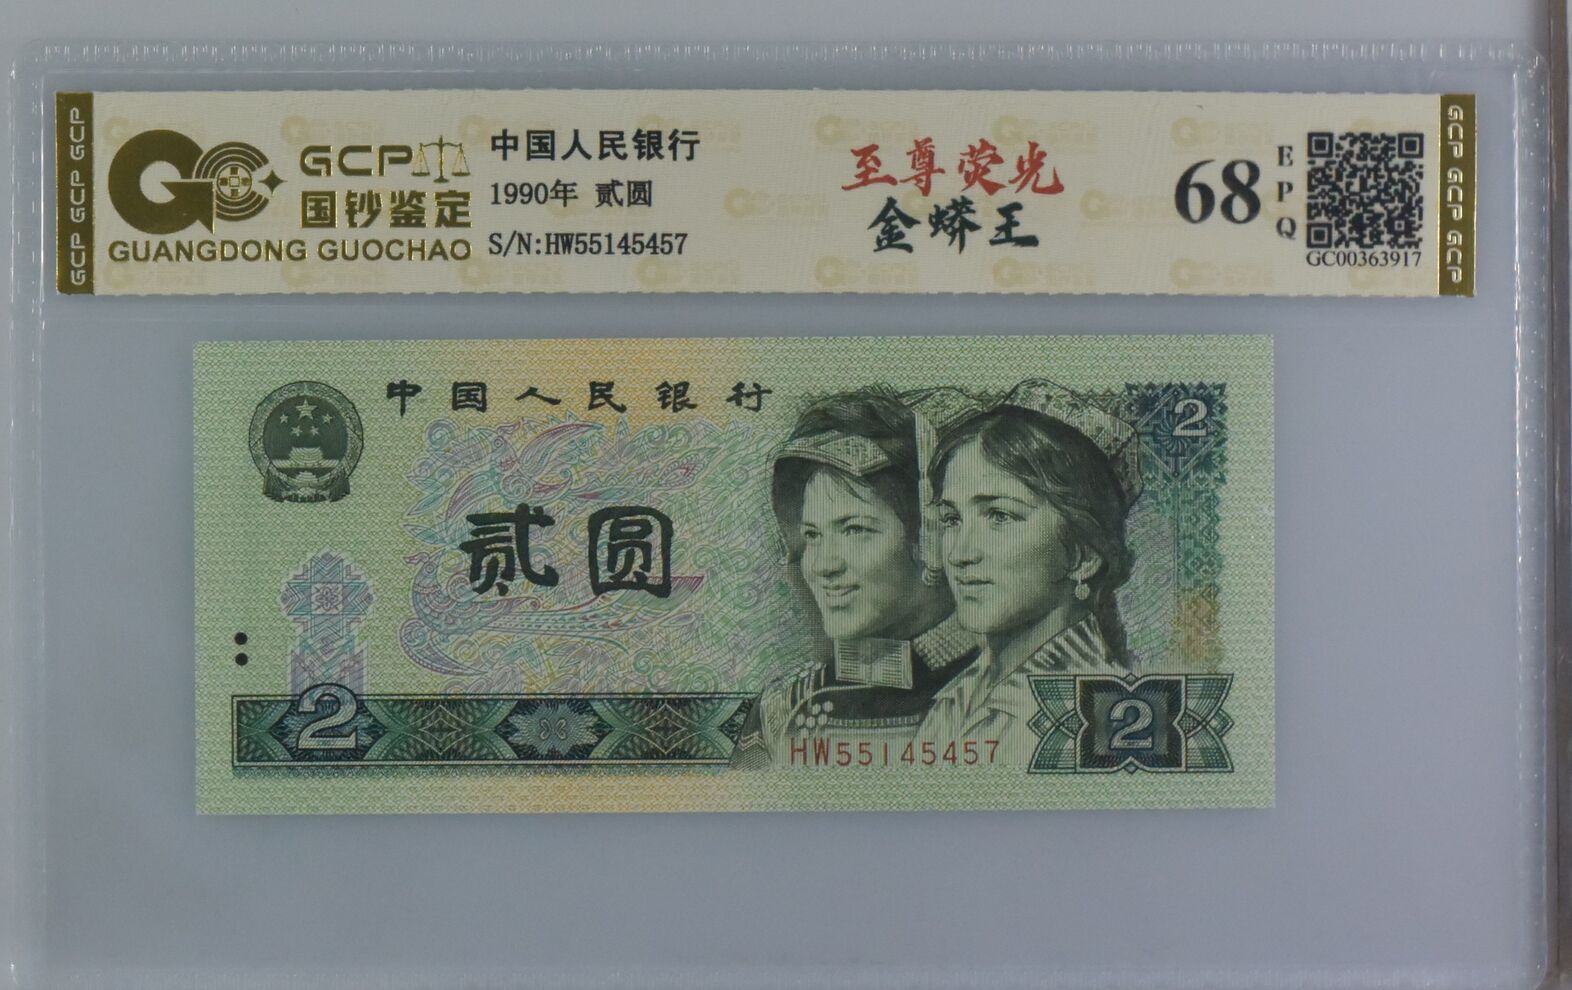 GCP GCP GCP
GCP
国钞鉴定
GUANGDONG GUOCHAO
中国人民银行
1990年 贰圆
S/N:HW55145457
至尊荧光
金蟒王
68
EPQ
GC00363917
GCP GCP GCP
中国人民银行
2
贰圆
2
HW55145457
2